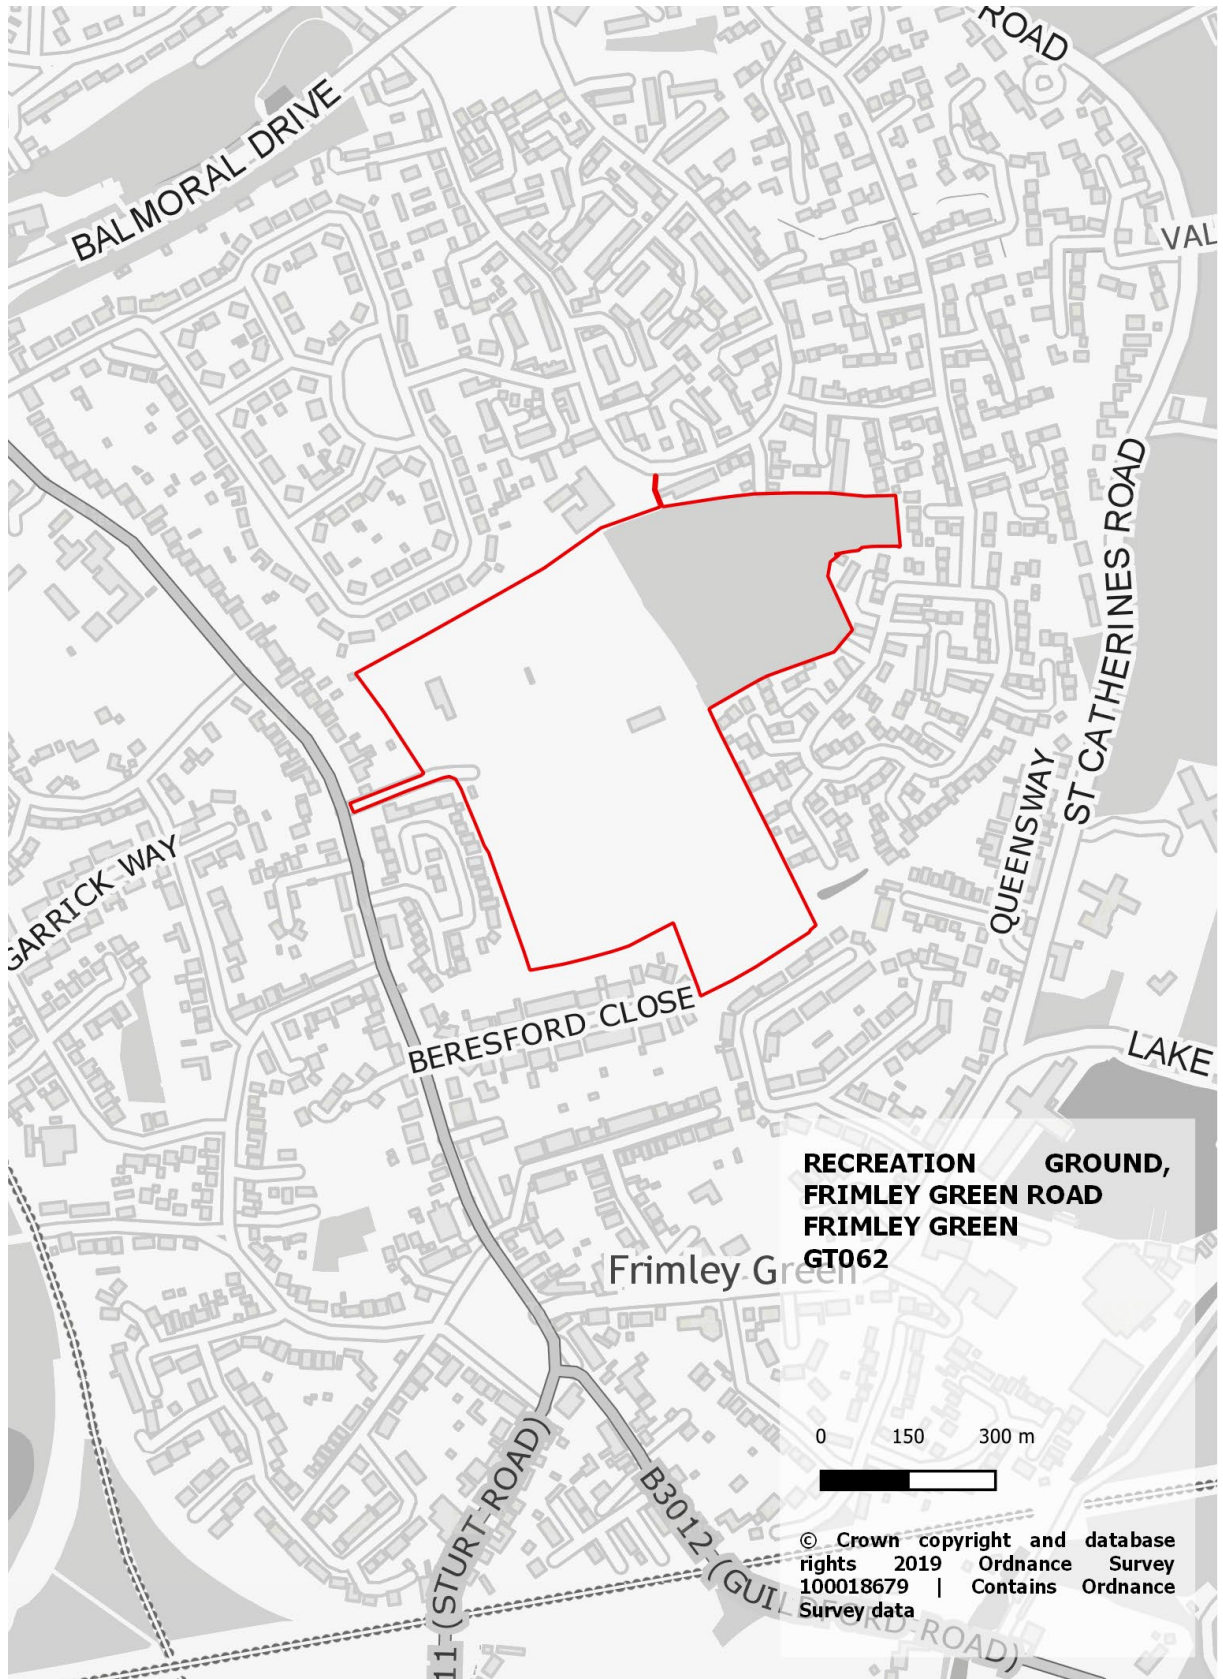 ROAD
BALMORAL DRIVE
VAL
ST CATHERINES ROAD
QUEENSWAY
GARRICK WAY
BERESFORD CLOSE
LAKE
RECREATION GROUND,
FRIMLEY GREEN ROAD
FRIMLEY GREEN
GT062
Frimley Green
0 150 300 m
11 (STURT ROAD)
B3012 (GUILDFORD ROAD)
© Crown copyright and database
rights 2019 Ordnance Survey
100018679 | Contains Ordnance
Survey data